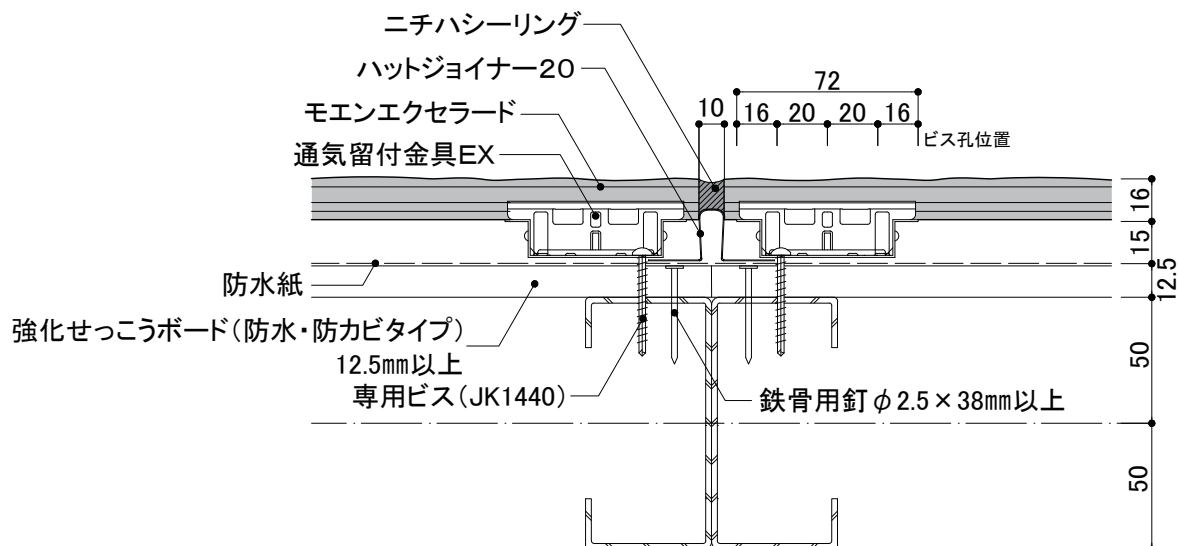 ニチハシーリング
ハットジョイナー20
モエンエクセラード
通気留付金具EX
防水紙
強化せっこうボード(防水・防カビタイプ)
12.5mm以上
専用ビス(JK1440)
鉄骨用釘φ2.5×38mm以上
72
10
16
20
20
16
ビス孔位置
16
15
12.5
50
50